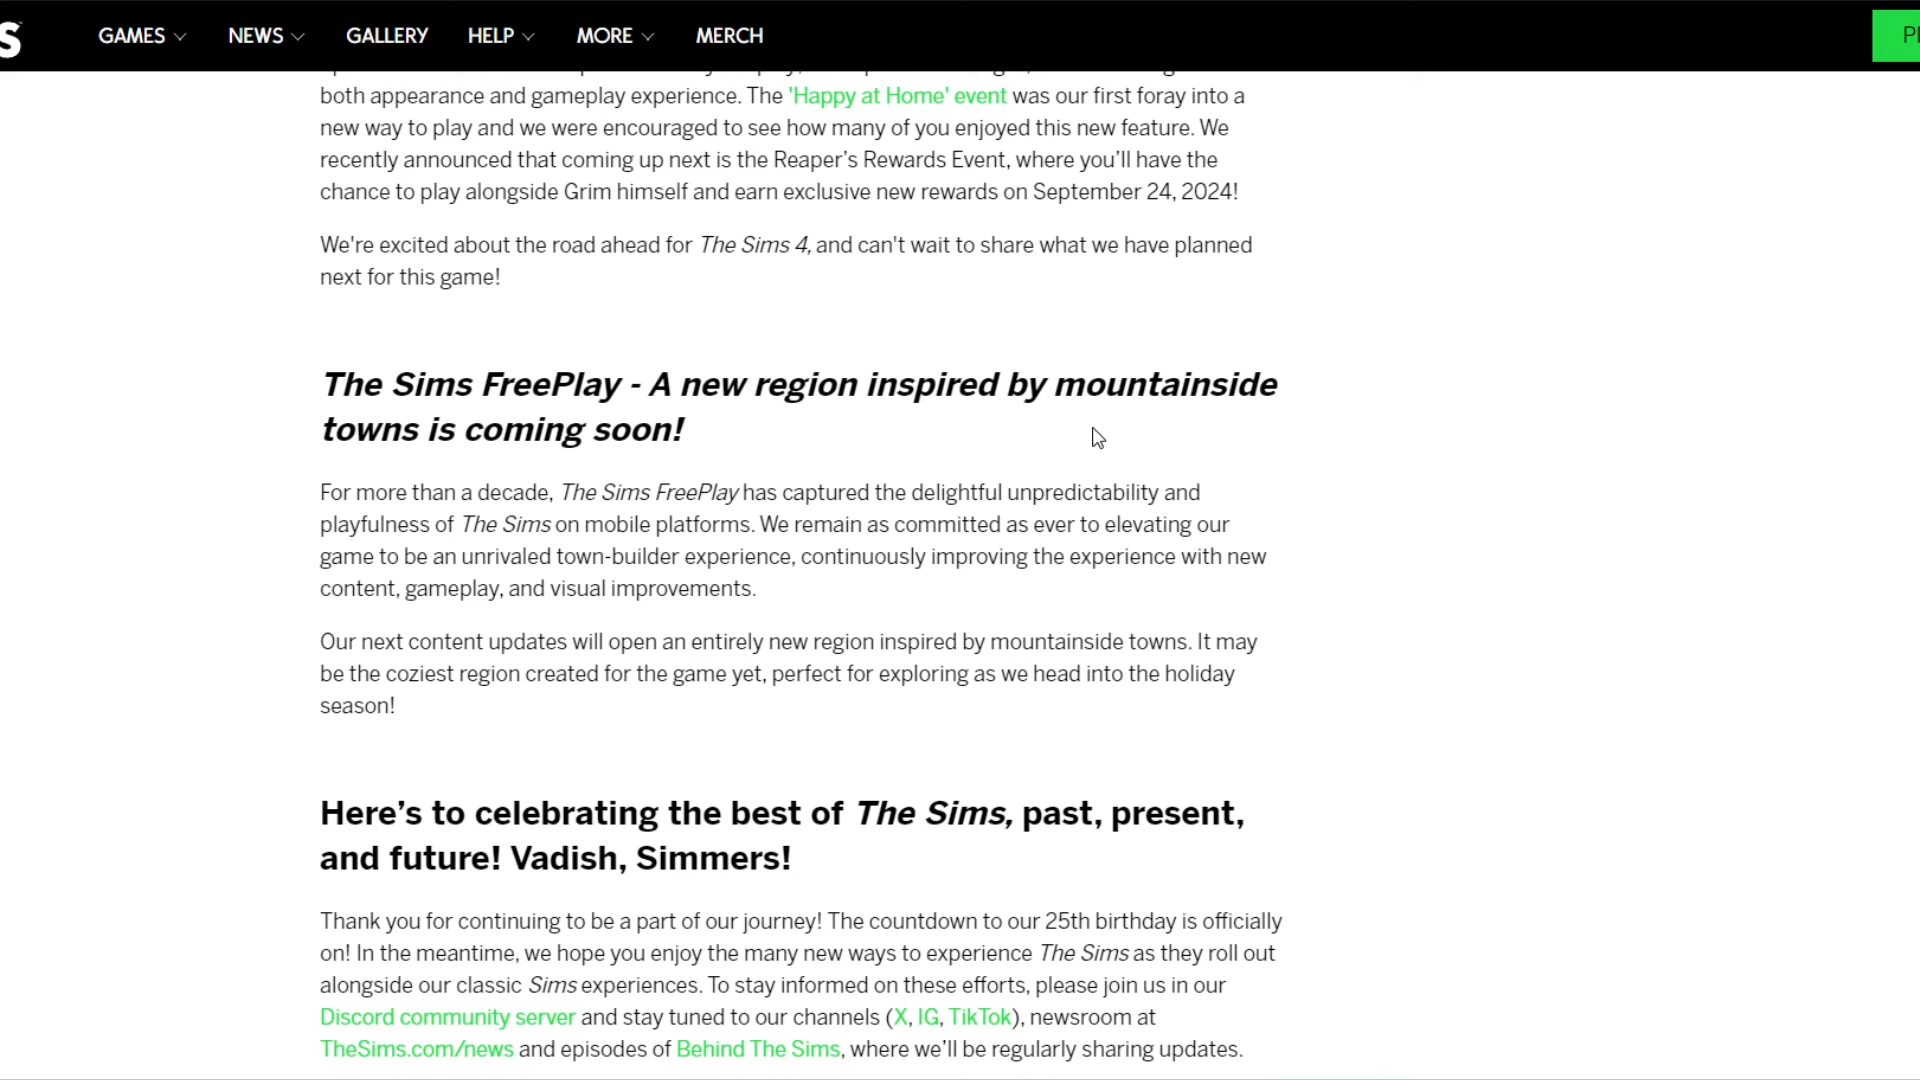 S
GAMES NEWS GALLERY HELP MORE MERCH
both appearance and gameplay experience. The 'Happy at Home' event was our first foray into a
new way to play and we were encouraged to see how many of you enjoyed this new feature. We
recently announced that coming up next is the Reaper’s Rewards Event, where you’ll have the
chance to play alongside Grim himself and earn exclusive new rewards on September 24, 2024!
We're excited about the road ahead for The Sims 4, and can't wait to share what we have planned
next for this game!
The Sims FreePlay - A new region inspired by mountainside
towns is coming soon!
For more than a decade, The Sims FreePlay has captured the delightful unpredictability and
playfulness of The Sims on mobile platforms. We remain as committed as ever to elevating our
game to be an unrivaled town-builder experience, continuously improving the experience with new
content, gameplay, and visual improvements.
Our next content updates will open an entirely new region inspired by mountainside towns. It may
be the coziest region created for the game yet, perfect for exploring as we head into the holiday
season!
Here’s to celebrating the best of The Sims, past, present,
and future! Vadish, Simmers!
Thank you for continuing to be a part of our journey! The countdown to our 25th birthday is officially
on! In the meantime, we hope you enjoy the many new ways to experience The Sims as they roll out
alongside our classic Sims experiences. To stay informed on these efforts, please join us in our
Discord community server and stay tuned to our channels (X, IG, TikTok), newsroom at
TheSims.com/news and episodes of Behind The Sims, where we’ll be regularly sharing updates.